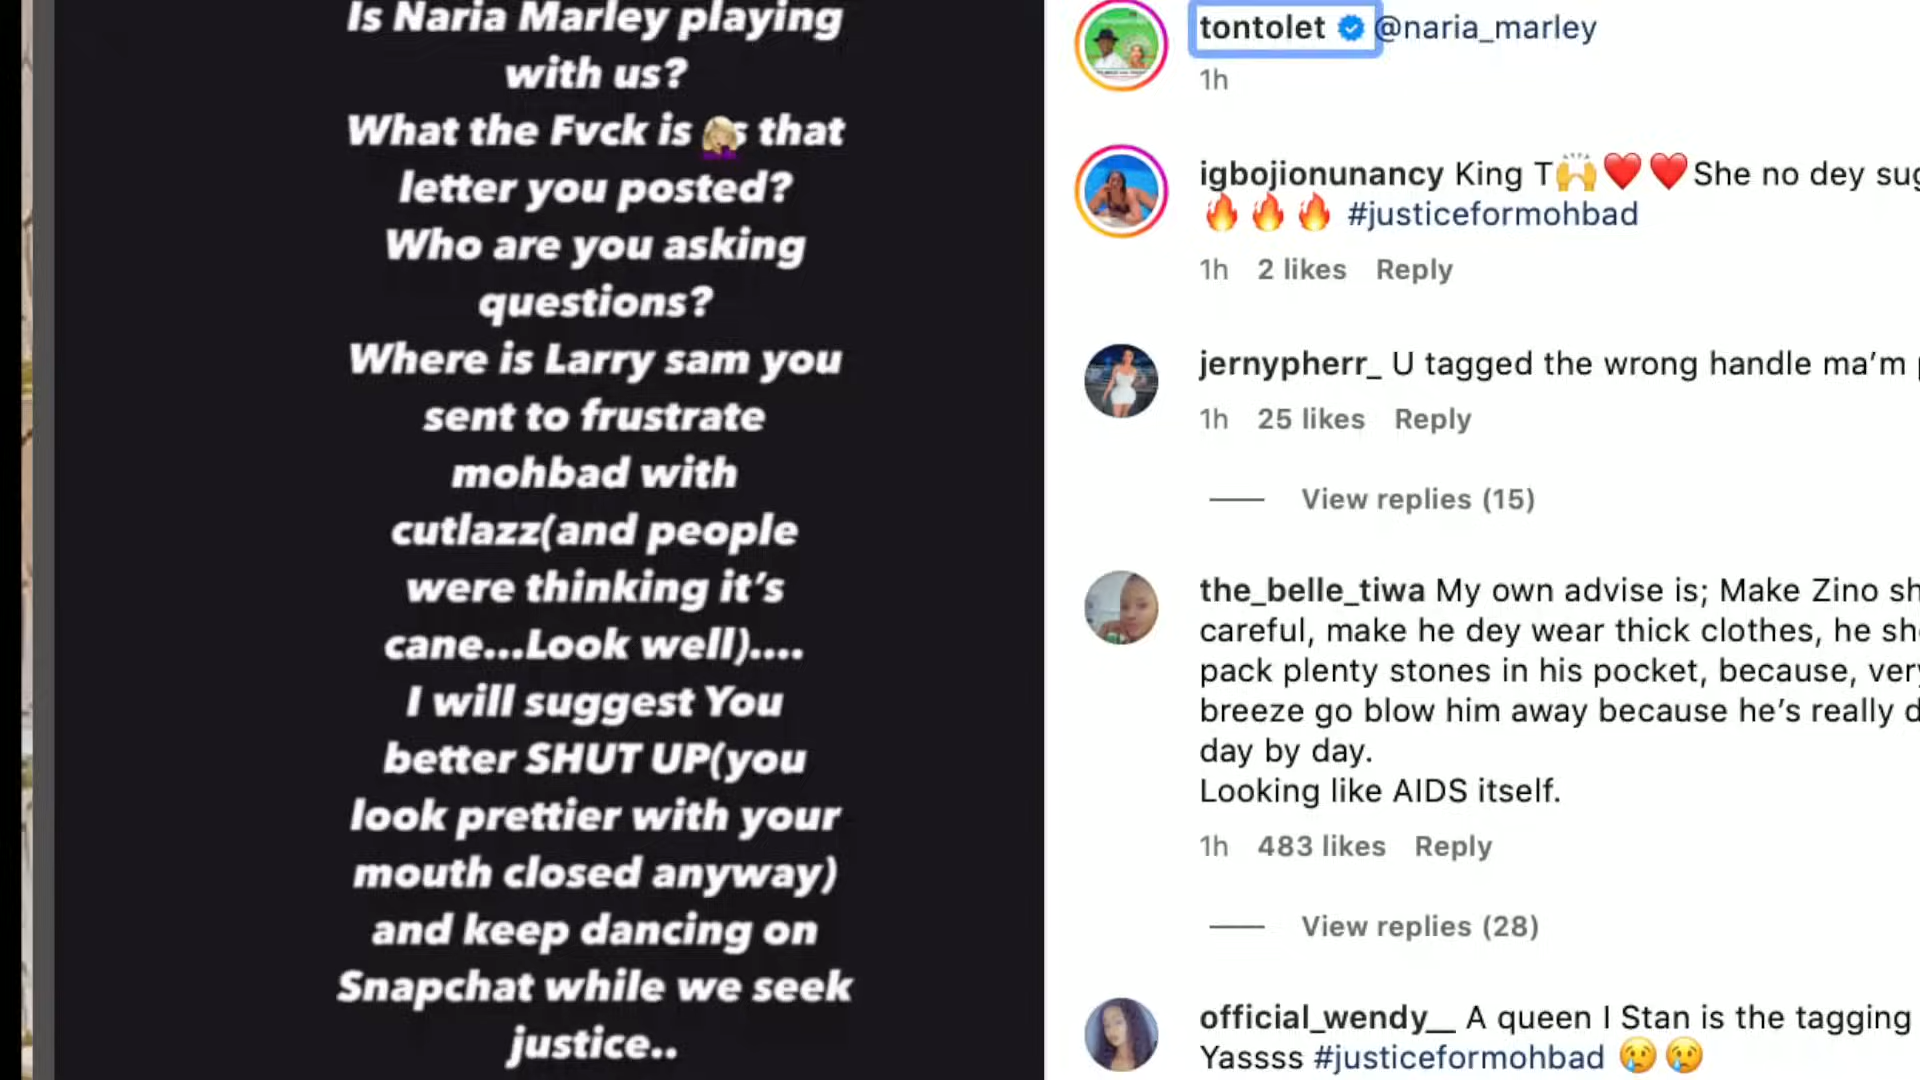 Is Naria Marley playing
with us?
What the Fvck is that
letter you posted?
Who are you asking
questions?
Where is Larry sam you
sent to frustrate
mohbad with
cutlazz(and people
were thinking it's
cane...Look well)....
I will suggest You
better SHUT UP(you
look prettier with your
mouth closed anyway)
and keep dancing on
Snapchat while we seek
justice..
tontolet @naria_marley
1h
igbojionunancy King T🙌❤️❤️She no dey
🔥🔥🔥 #justiceformohbad
1h 2 likes Reply
jernypherr_ U tagged the wrong handle ma'm
1h 25 likes Reply
View replies (15)
the_belle_tiwa My own advise is; Make Zino
careful, make he dey wear thick clothes, he
pack plenty stones in his pocket, because,
breeze go blow him away because he's really
day by day.
Looking like AIDS itself.
1h 483 likes Reply
View replies (28)
official_wendy__ A queen I Stan is the tagging
Yassss #justiceformohbad 😢😢